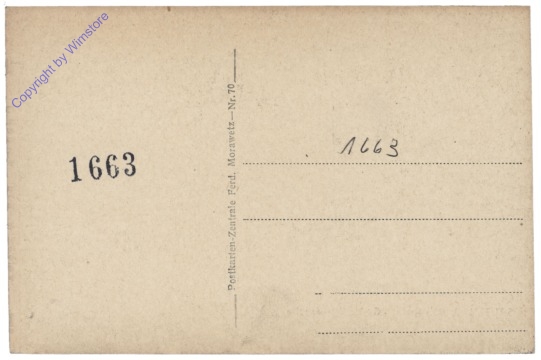 Copyright by Wimstore
1663
Postkarten-Zentrale Ferd. Morawetz—Nr. 70
1663